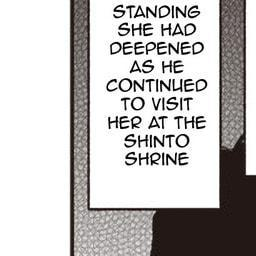 STANDING
SHE HAD
DEEPENED
AS HE
CONTINUED
TO VISIT
HER AT THE
SHINTO
SHRINE